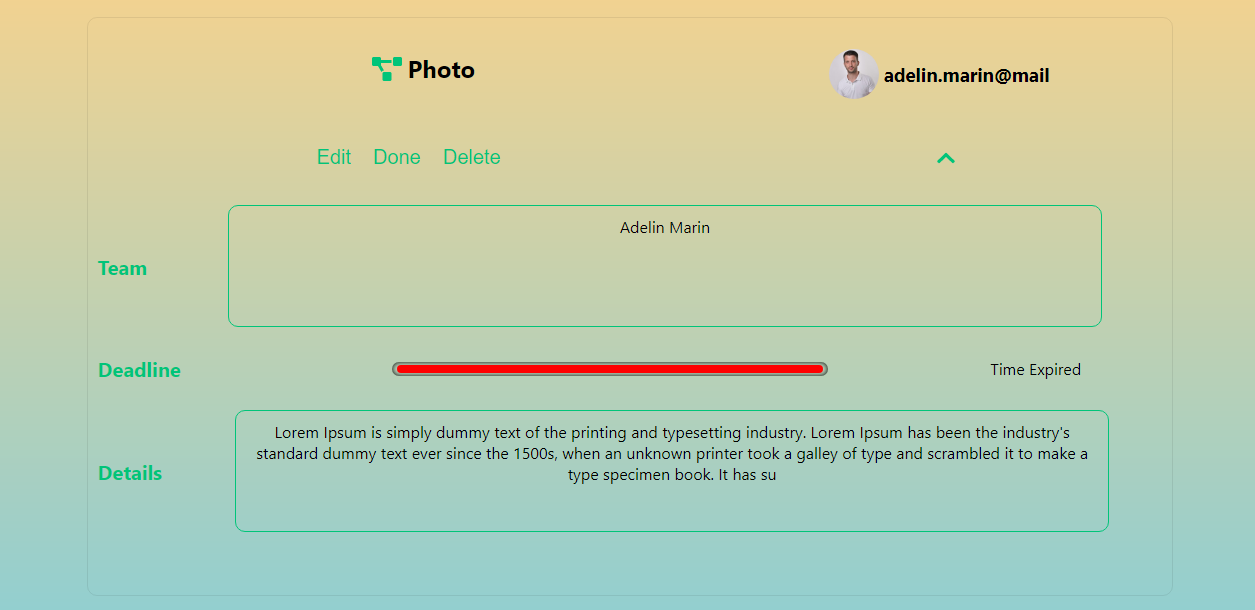 Photo
adelin.marin@mail
Edit Done Delete
Adelin Marin
Team
Deadline
Time Expired
Lorem Ipsum is simply dummy text of the printing and typesetting industry. Lorem Ipsum has been the industry's
standard dummy text ever since the 1500s, when an unknown printer took a galley of type and scrambled it to make a
type specimen book. It has su
Details